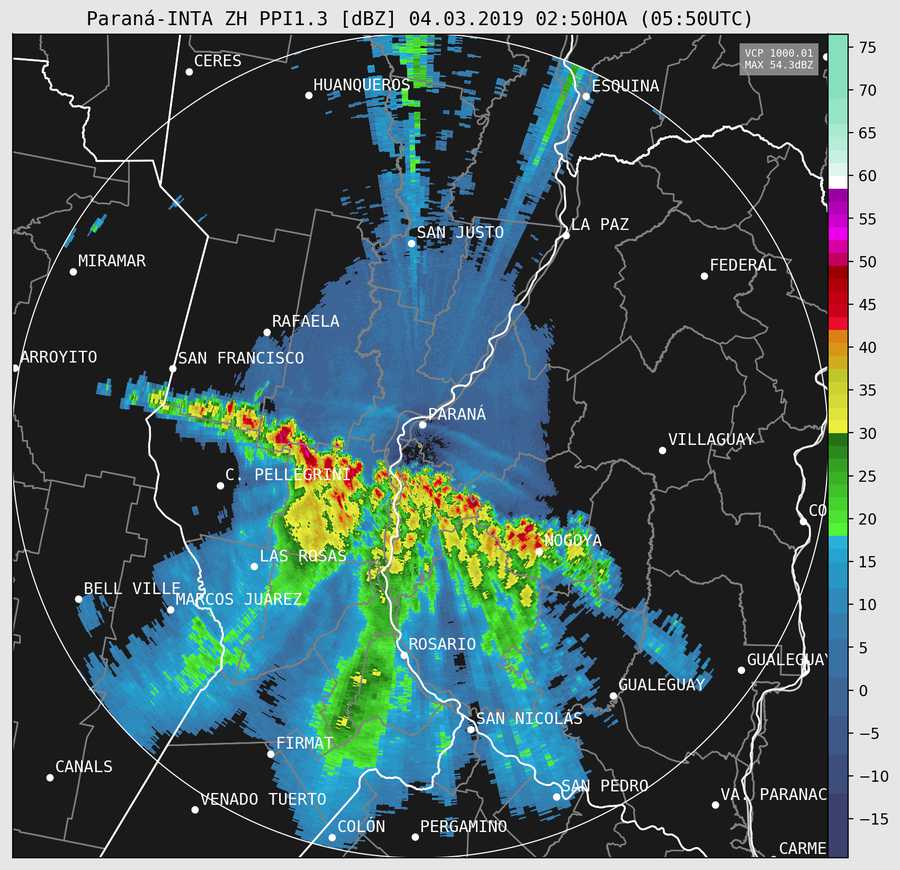 Paraná-INTA ZH PPI1.3 [dBZ] 04.03.2019 02:50HOA (05:50UTC)
VCP 1000.01
MAX 54.3dBZ
CERES
HUANQUEROS
ESQUINA
SAN JUSTO
LA PAZ
MIRAMAR
FEDERAL
RAFAELA
ARROYITO
SAN FRANCISCO
PARANÁ
VILLAGUAY
C. PELLEGRINI
CO
NOGOYA
LAS ROSAS
BELL VILLE
MARCOS JUÁREZ
ROSARIO
GUALEGUAY
GUALEGUAY
SAN NICOLÁS
FIRMAT
CANALS
SAN PEDRO
VENADO TUERTO
VA. PARANAC
COLÓN
PERGAMINO
CARME
75
70
65
60
55
50
45
40
35
30
25
20
15
10
5
0
−5
−10
−15